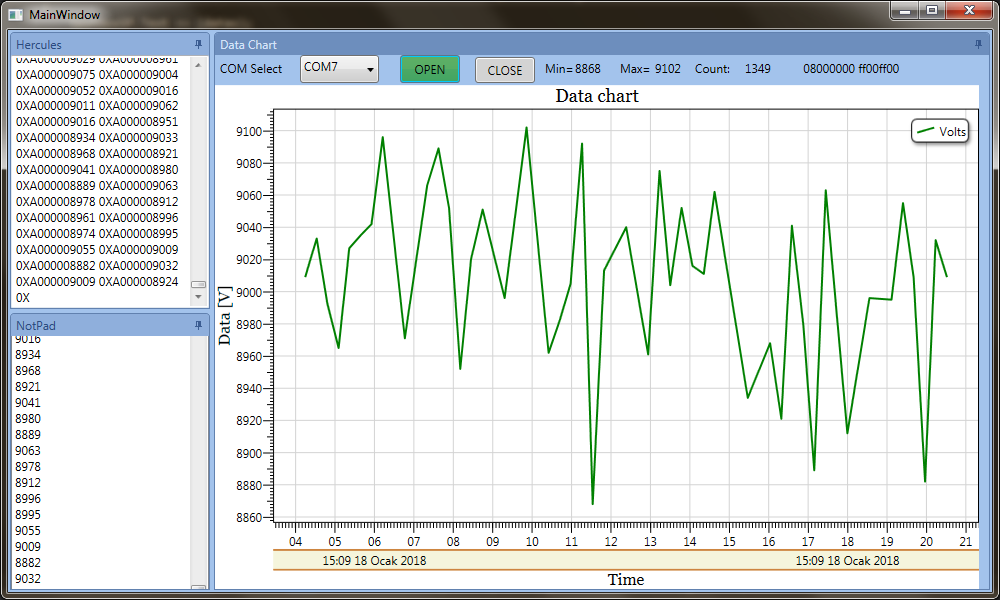 MainWindow
Hercules
0XA000009029 0XA000008961
0XA000009075 0XA000009004
0XA000009052 0XA000009016
0XA000009011 0XA000009062
0XA000009016 0XA000008951
0XA000008934 0XA000009033
0XA000008968 0XA000008921
0XA000009041 0XA000008980
0XA000008889 0XA000009063
0XA000008978 0XA000008912
0XA000008961 0XA000008996
0XA000008974 0XA000008995
0XA000009055 0XA000009009
0XA000008882 0XA000009032
0XA000009009 0XA000008924
0X
NotPad
9016
8934
8968
8921
9041
8980
8889
9063
8978
8912
8996
8995
9055
9009
8882
9032
Data Chart
COM Select COM7 OPEN CLOSE Min= 8868 Max= 9102 Count: 1349 08000000 ff00ff00
Data chart
Volts
Data [V]
9100
9080
9060
9040
9020
9000
8980
8960
8940
8920
8900
8880
8860
04 05 06 07 08 09 10 11 12 13 14 15 16 17 18 19 20 21
15:09 18 Ocak 2018 15:09 18 Ocak 2018
Time